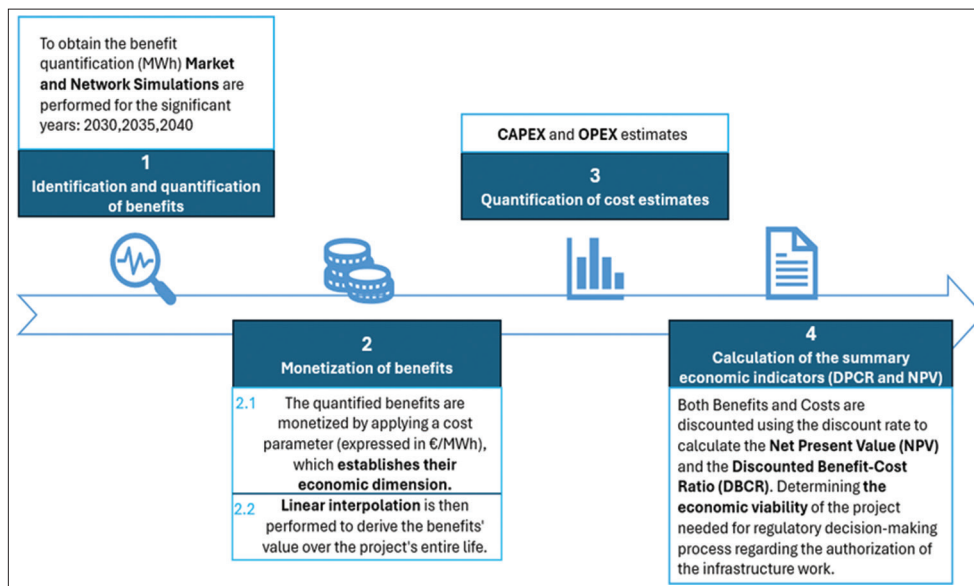 To obtain the benefit
quantification (MWh) Market
and Network Simulations are
performed for the significant
years: 2030,2035,2040
1
Identification and quantification
of benefits
2
Monetization of benefits
2.1 The quantified benefits are
monetized by applying a cost
parameter (expressed in €/MWh),
which establishes their
economic dimension.
2.2 Linear interpolation is then
performed to derive the benefits'
value over the project's entire life.
CAPEX and OPEX estimates
3
Quantification of cost estimates
4
Calculation of the summary
economic indicators (DPCR and NPV)
Both Benefits and Costs are
discounted using the discount rate to
calculate the Net Present Value (NPV)
and the Discounted Benefit-Cost
Ratio (DBCR). Determining the
economic viability of the project
needed for regulatory decision-making
process regarding the authorization of
the infrastructure work.